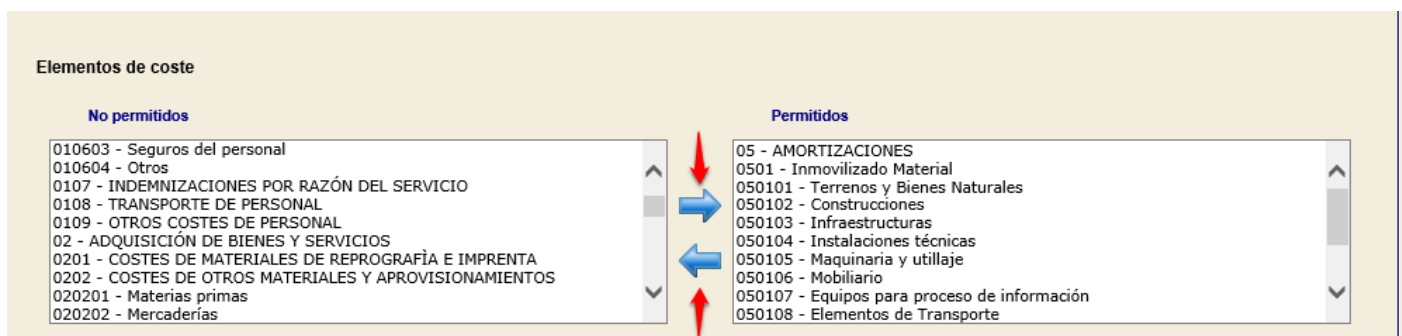 Elementos de coste
No permitidos
010603 - Seguros del personal
010604 - Otros
0107 - INDEMNIZACIONES POR RAZÓN DEL SERVICIO
0108 - TRANSPORTE DE PERSONAL
0109 - OTROS COSTES DE PERSONAL
02 - ADQUISICIÓN DE BIENES Y SERVICIOS
0201 - COSTES DE MATERIALES DE REPROGRAFÌA E IMPRENTA
0202 - COSTES DE OTROS MATERIALES Y APROVISIONAMIENTOS
020201 - Materias primas
020202 - Mercaderías
Permitidos
05 - AMORTIZACIONES
0501 - Inmovilizado Material
050101 - Terrenos y Bienes Naturales
050102 - Construcciones
050103 - Infraestructuras
050104 - Instalaciones técnicas
050105 - Maquinaria y utillaje
050106 - Mobiliario
050107 - Equipos para proceso de información
050108 - Elementos de Transporte